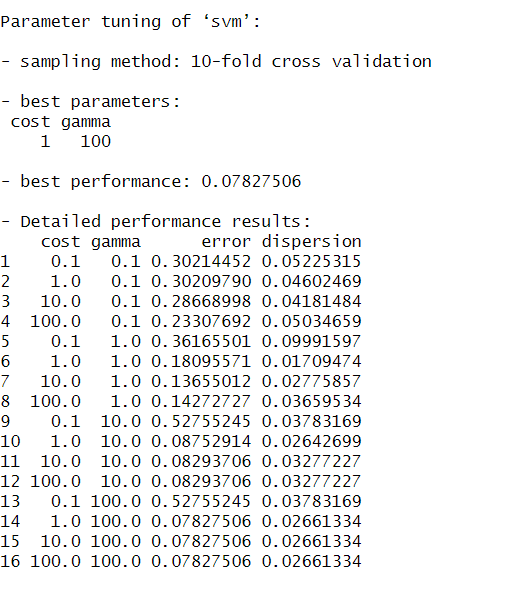 Parameter tuning of ‘svm’:
- sampling method: 10-fold cross validation
- best parameters:
 cost gamma
    1   100
- best performance: 0.07827506
- Detailed performance results:
    cost gamma      error dispersion
1    0.1   0.1 0.30214452 0.05225315
2    1.0   0.1 0.30209790 0.04602469
3   10.0   0.1 0.28668998 0.04181484
4  100.0   0.1 0.23307692 0.05034659
5    0.1   1.0 0.36165501 0.09991597
6    1.0   1.0 0.18095571 0.01709474
7   10.0   1.0 0.13655012 0.02775857
8  100.0   1.0 0.14272727 0.03659534
9    0.1  10.0 0.52755245 0.03783169
10   1.0  10.0 0.08752914 0.02642699
11  10.0  10.0 0.08293706 0.03277227
12 100.0  10.0 0.08293706 0.03277227
13   0.1 100.0 0.52755245 0.03783169
14   1.0 100.0 0.07827506 0.02661334
15  10.0 100.0 0.07827506 0.02661334
16 100.0 100.0 0.07827506 0.02661334